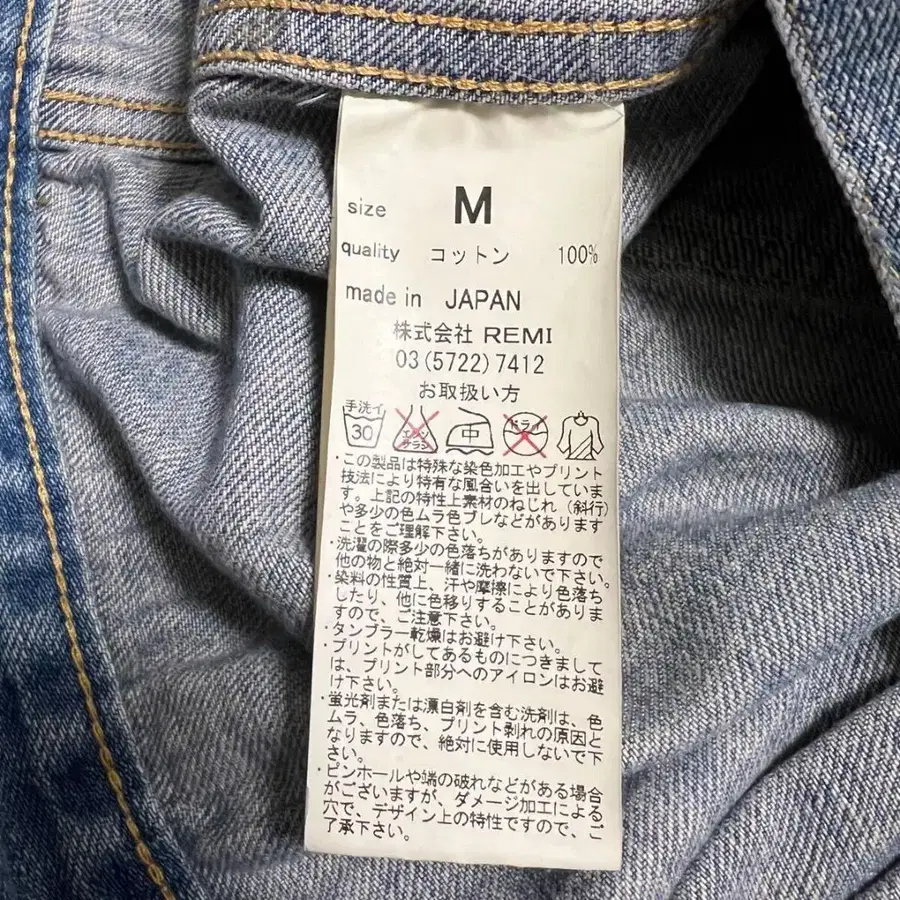 size M
quality コットン 100%
made in JAPAN
株式会社 REMI
03(5722)7412
お取扱い方
手洗イ
30 エンソサラシ 中 ドライ
・この製品は特殊な染色加工やプリント
技法により特有な風合いを出していま
す。上記の特性上素材のねじれ（斜行）
や多少の色ムラ色ブレなどがあります
ことをご理解下さい。
・洗濯の際多少の色落ちがありますので
他の物と絶対一緒に洗わないで下さい。
・染料の性質上、汗や摩擦により色落ち
したり、他に色移りすることがありま
すので、ご注意下さい。
・タンブラー乾燥はお避け下さい。
・プリントがしてあるものにつきまして
は、プリント部分へのアイロンはお避
け下さい。
・蛍光剤または漂白剤を含む洗剤は、色
ムラ、色落ち、プリント剥れの原因と
なりますので、絶対に使用しないで下
さい。
・ピンホールや端の破れなどがある場合
がございますが、ダメージ加工による
穴で、デザイン上の特性ですので、ご
了承下さい。